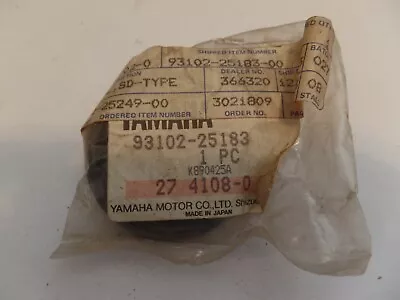 SHIPPED ITEM NUMBER
93102-25183-00
SD-TYPE
DEALER NO.
366320
25249-00
3021809
ORDERED ITEM NUMBER
ORDER NO.
YAMAHA
93102-25183
1 PC
K890425A
27 4108-0
YAMAHA MOTOR CO.,LTD.
MADE IN JAPAN